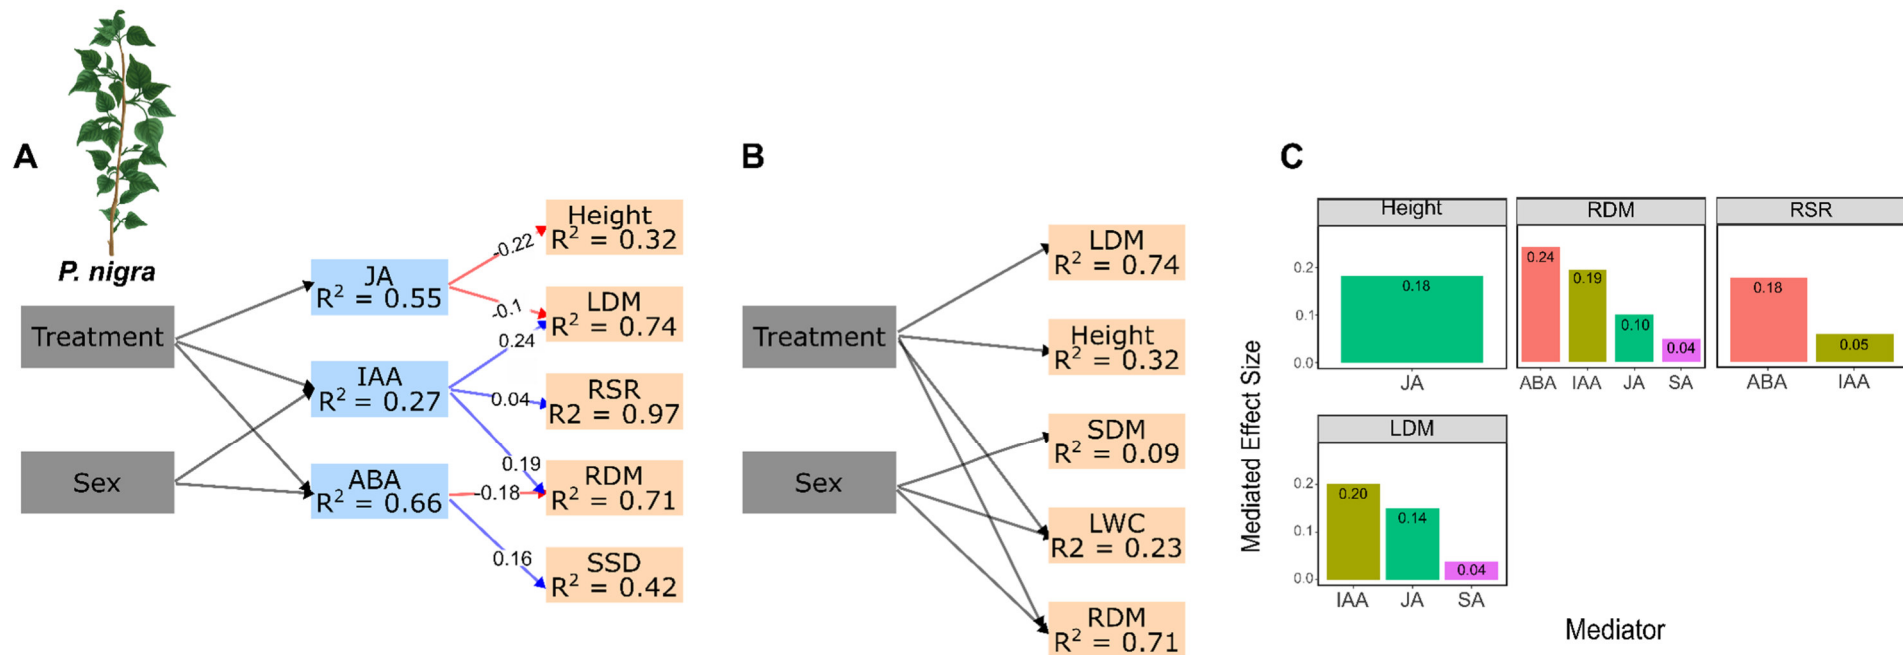 A
P. nigra
Treatment
Sex
JA
R² = 0.55
IAA
R² = 0.27
ABA
R² = 0.66
-0.22
-0.1
0.24
0.04
0.19
-0.18
0.16
Height
R² = 0.32
LDM
R² = 0.74
RSR
R2 = 0.97
RDM
R² = 0.71
SSD
R² = 0.42
B
Treatment
Sex
LDM
R² = 0.74
Height
R² = 0.32
SDM
R² = 0.09
LWC
R2 = 0.23
RDM
R² = 0.71
C
Mediated Effect Size
Height
0.2
0.1
0.0
0.18
JA
RDM
0.24
0.19
0.10
0.04
ABA IAA JA SA
RSR
0.18
0.05
ABA IAA
LDM
0.2
0.1
0.0
0.20
0.14
0.04
IAA JA SA
Mediator